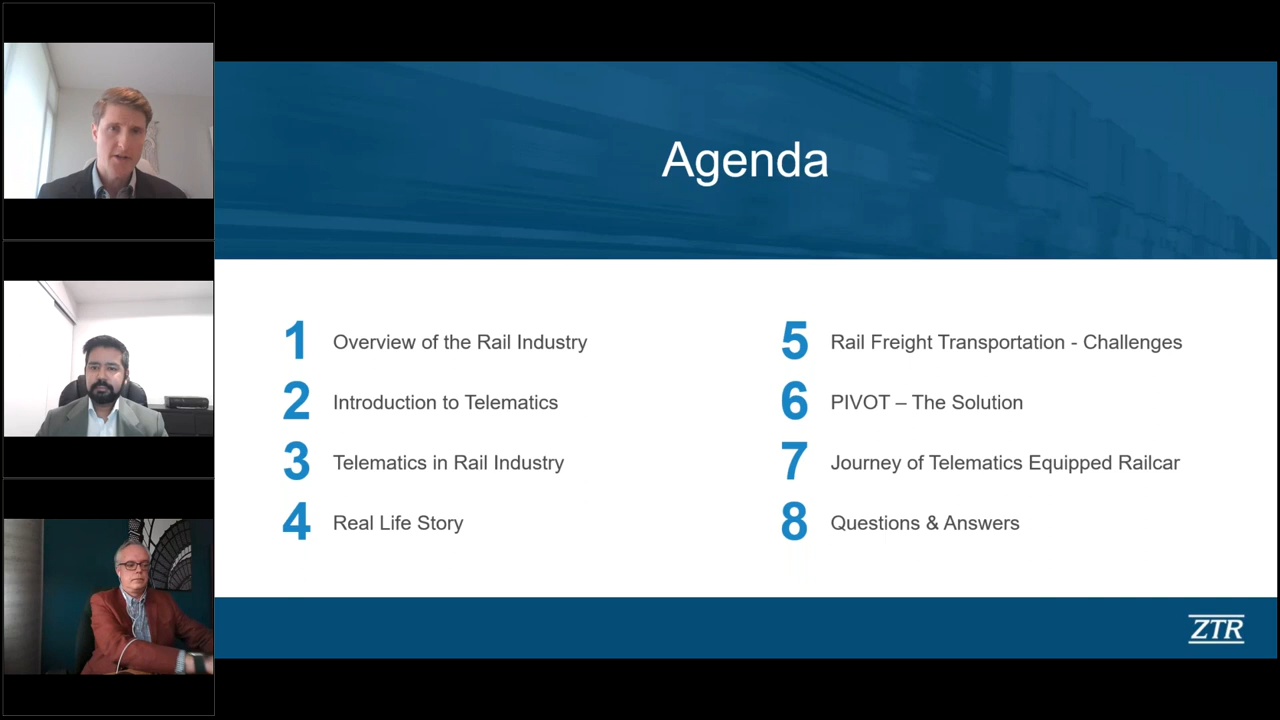 Agenda
1 Overview of the Rail Industry
2 Introduction to Telematics
3 Telematics in Rail Industry
4 Real Life Story
5 Rail Freight Transportation - Challenges
6 PIVOT – The Solution
7 Journey of Telematics Equipped Railcar
8 Questions & Answers
ZTR